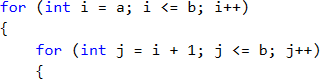 for (int i = a; i <= b; i++)
{
    for (int j = i + 1; j <= b; j++)
    {